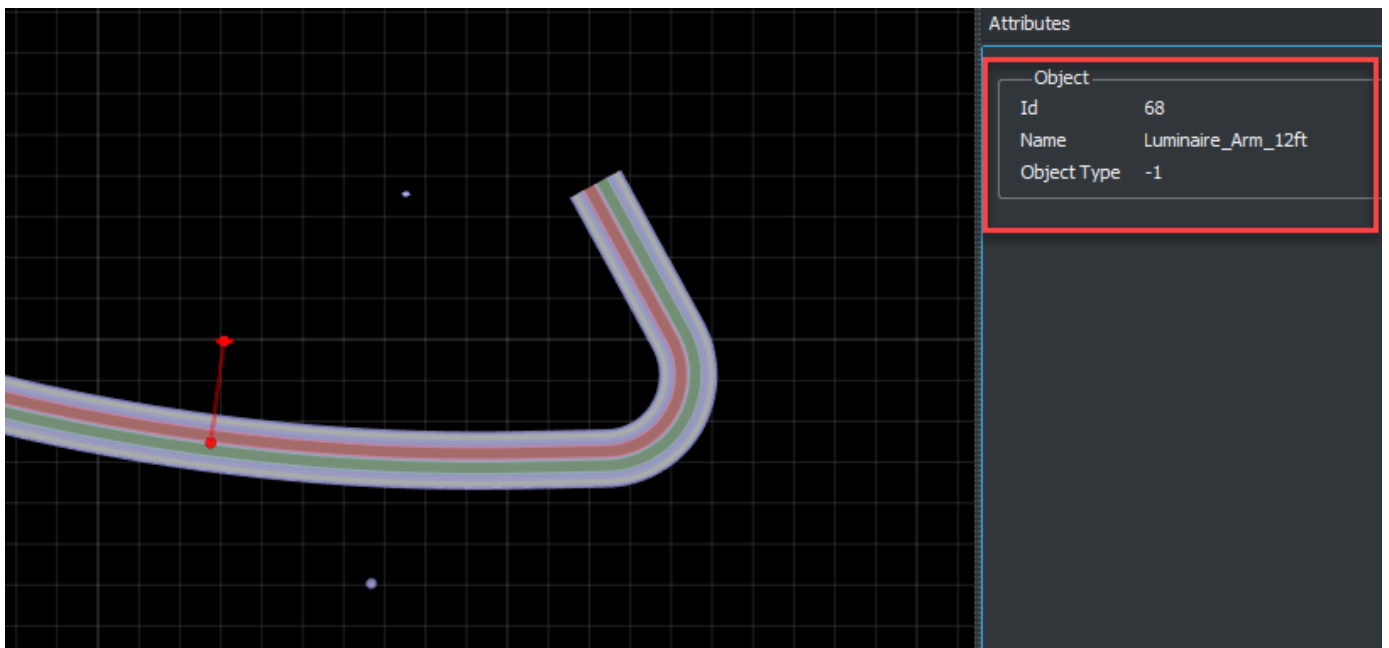 Attributes
Object
Id 68
Name Luminaire_Arm_12ft
Object Type -1